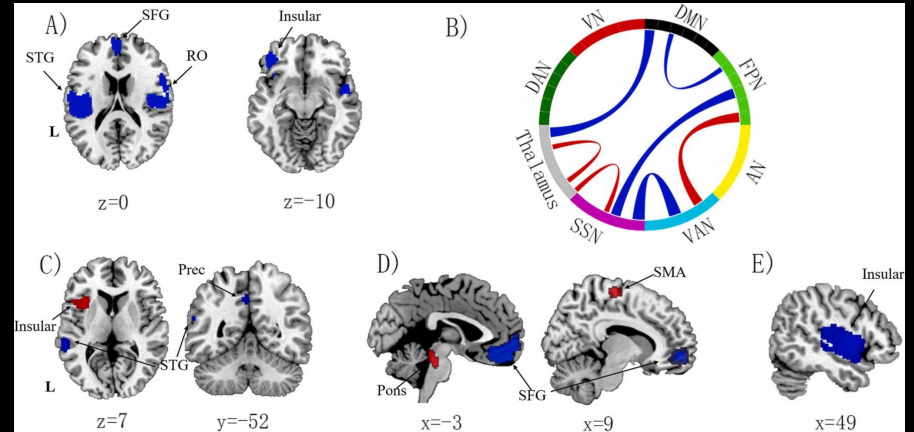 A)
SFG
STG
RO
L
z=0
Insular
z=-10
B)
VN
DMN
DAN
FPN
Thalamus
AN
SSN
VAN
C)
Insular
L
z=7
Prec
STG
y=-52
D)
Pons
x=-3
SMA
SFG
x=9
E)
Insular
x=49